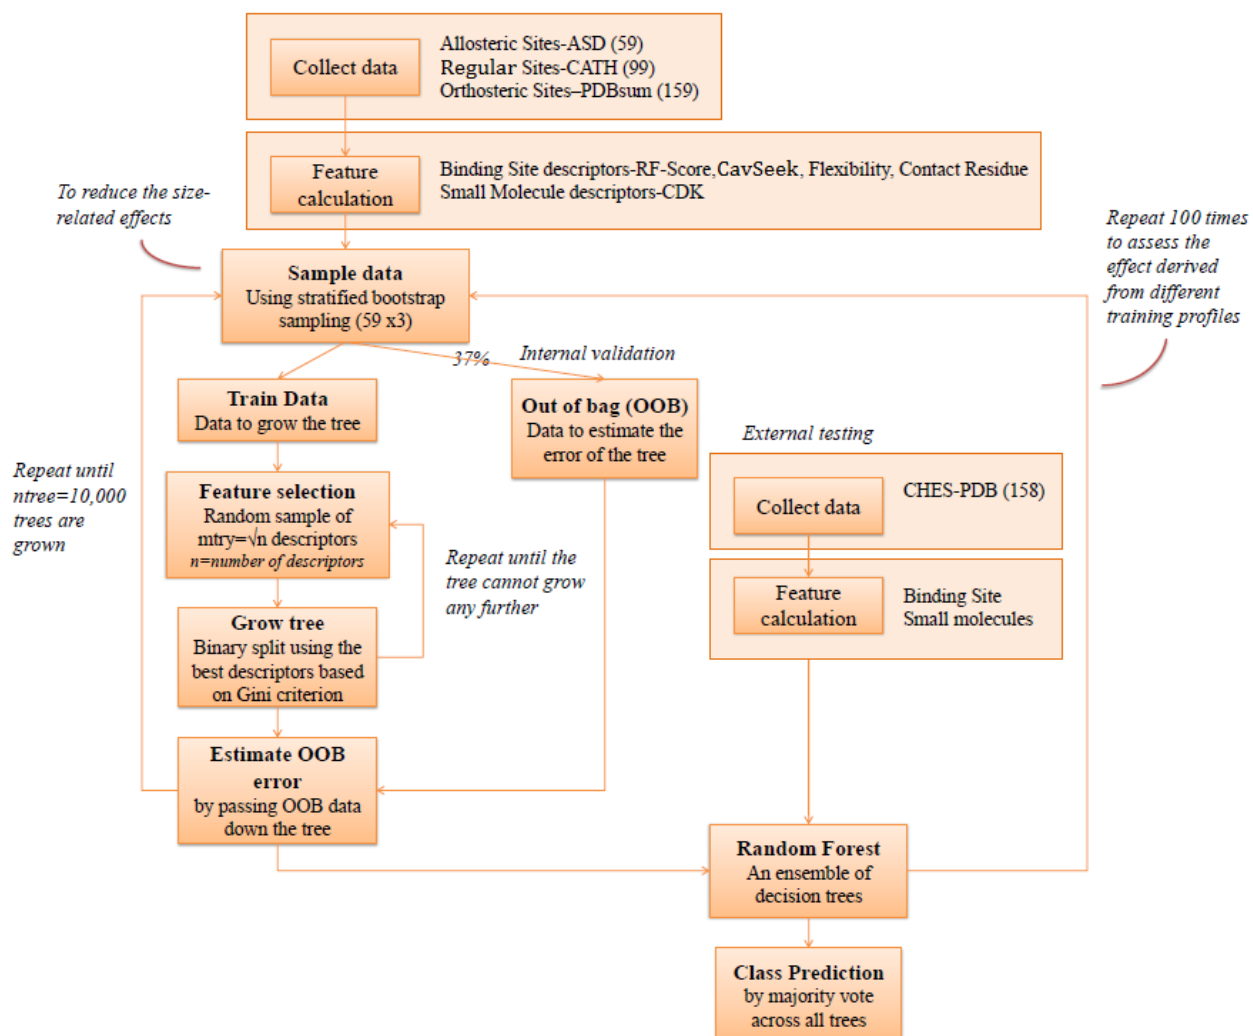 Collect data
Allosteric Sites-ASD (59)
Regular Sites-CATH (99)
Orthosteric Sites–PDBsum (159)
Feature
calculation
Binding Site descriptors-RF-Score,CavSeek, Flexibility, Contact Residue
Small Molecule descriptors-CDK
To reduce the size-
related effects
Repeat 100 times
to assess the
effect derived
from different
training profiles
Sample data
Using stratified bootstrap
sampling (59 x3)
37%
Internal validation
Train Data
Data to grow the tree
Out of bag (OOB)
Data to estimate the
error of the tree
External testing
Repeat until
ntree=10,000
trees are
grown
Feature selection
Random sample of
mtry=√n descriptors
n=number of descriptors
Collect data
CHES-PDB (158)
Repeat until the
tree cannot grow
any further
Feature
calculation
Binding Site
Small molecules
Grow tree
Binary split using the
best descriptors based
on Gini criterion
Estimate OOB
error
by passing OOB data
down the tree
Random Forest
An ensemble of
decision trees
Class Prediction
by majority vote
across all trees